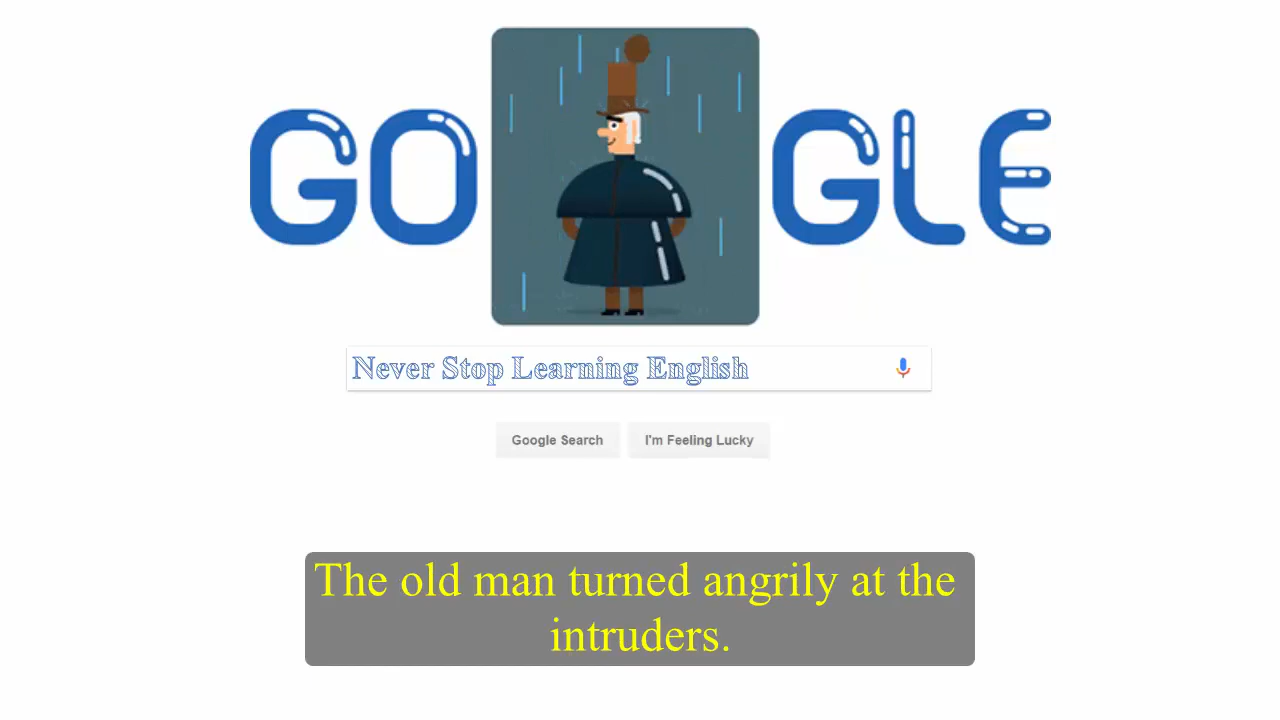 GO GLE
Never Stop Learning English
Google Search I'm Feeling Lucky
The old man turned angrily at the
intruders.